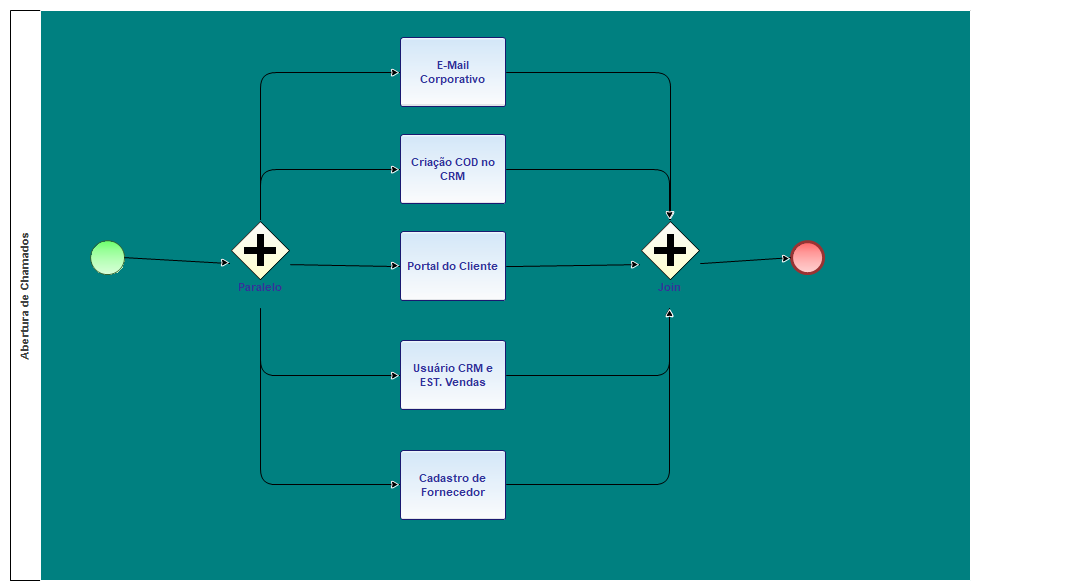 Abertura de Chamados
E-Mail
Corporativo
Criação COD no
CRM
Paralelo
Portal do Cliente
Join
Usuário CRM e
EST. Vendas
Cadastro de
Fornecedor